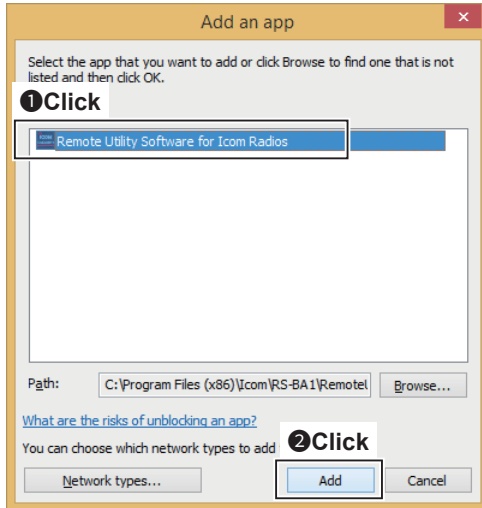 Add an app
×
Select the app that you want to add or click Browse to find one that is not
listed and then click OK.
❶Click
Remote Utility Software for Icom Radios
Path:
C:\Program Files (x86)\Icom\RS-BA1\Remotel
Browse...
What are the risks of unblocking an app?
You can choose which network types to add
❷Click
Network types...
Add
Cancel